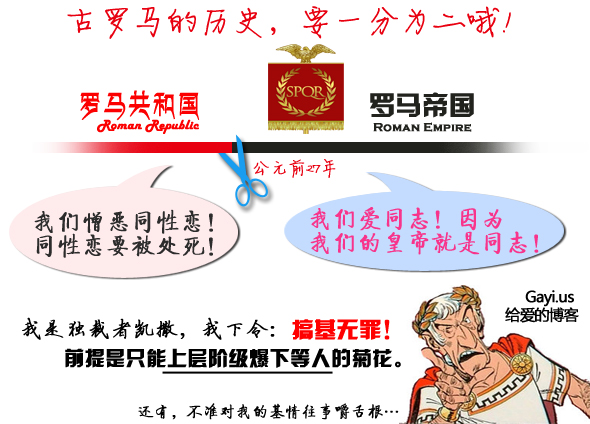 古罗马的历史，要一分为二哦！
SPQR
罗马共和国
Roman Republic
罗马帝国
ROMAN EMPIRE
公元前27年
我们憎恶同性恋！
同性恋要被处死！
我们爱同志！因为
我们的皇帝就是同志！
Gayi.us
给爱的博客
我是独裁者凯撒，我下令：搞基无罪！
前提是只能上层阶级爆下等人的菊花。
还有，不准对我的基情往事嚼舌根…